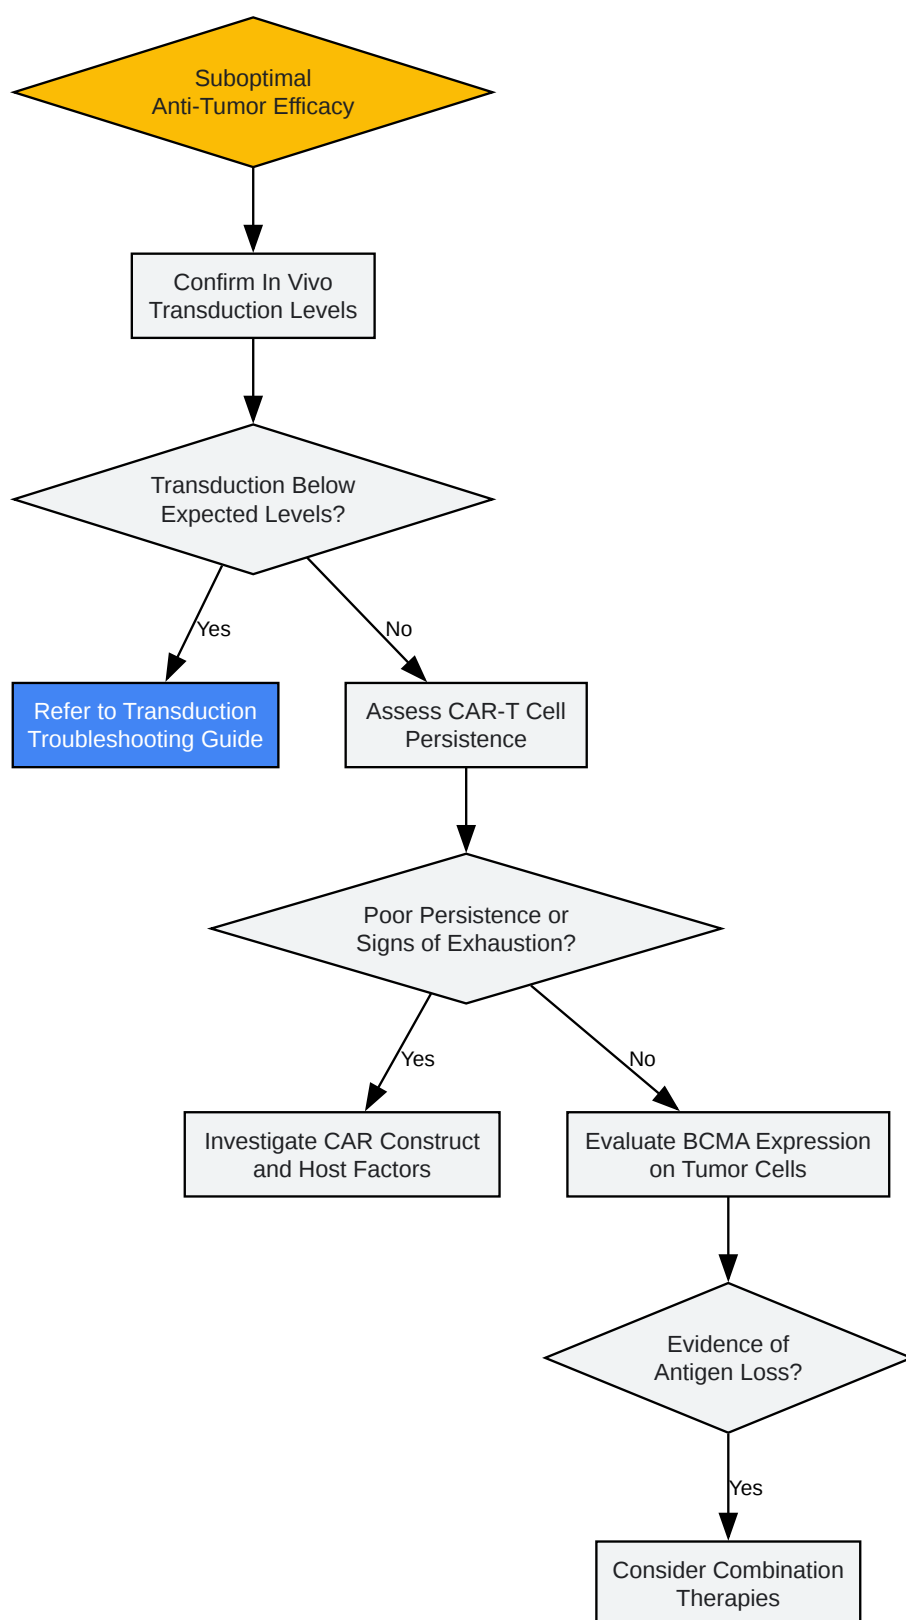 Suboptimal
Anti-Tumor Efficacy
Confirm In Vivo
Transduction Levels
Transduction Below
Expected Levels?
Yes
No
Refer to Transduction
Troubleshooting Guide
Assess CAR-T Cell
Persistence
Poor Persistence or
Signs of Exhaustion?
Yes
No
Investigate CAR Construct
and Host Factors
Evaluate BCMA Expression
on Tumor Cells
Evidence of
Antigen Loss?
Yes
Consider Combination
Therapies